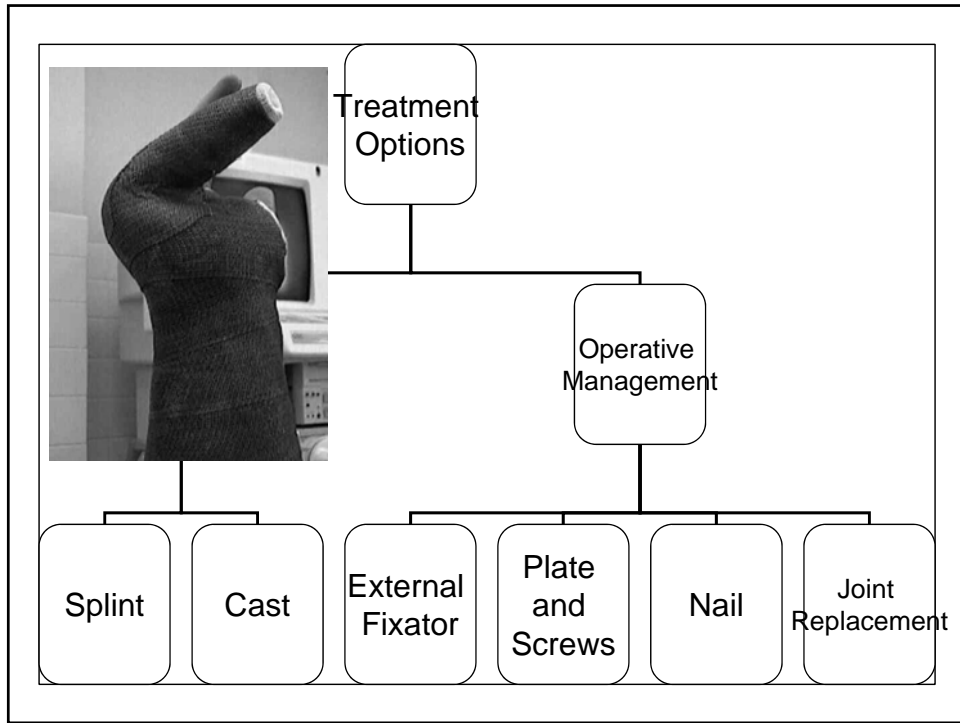 Treatment
Options
Operative
Management
Splint
Cast
External
Fixator
Plate
and
Screws
Nail
Joint
Replacement